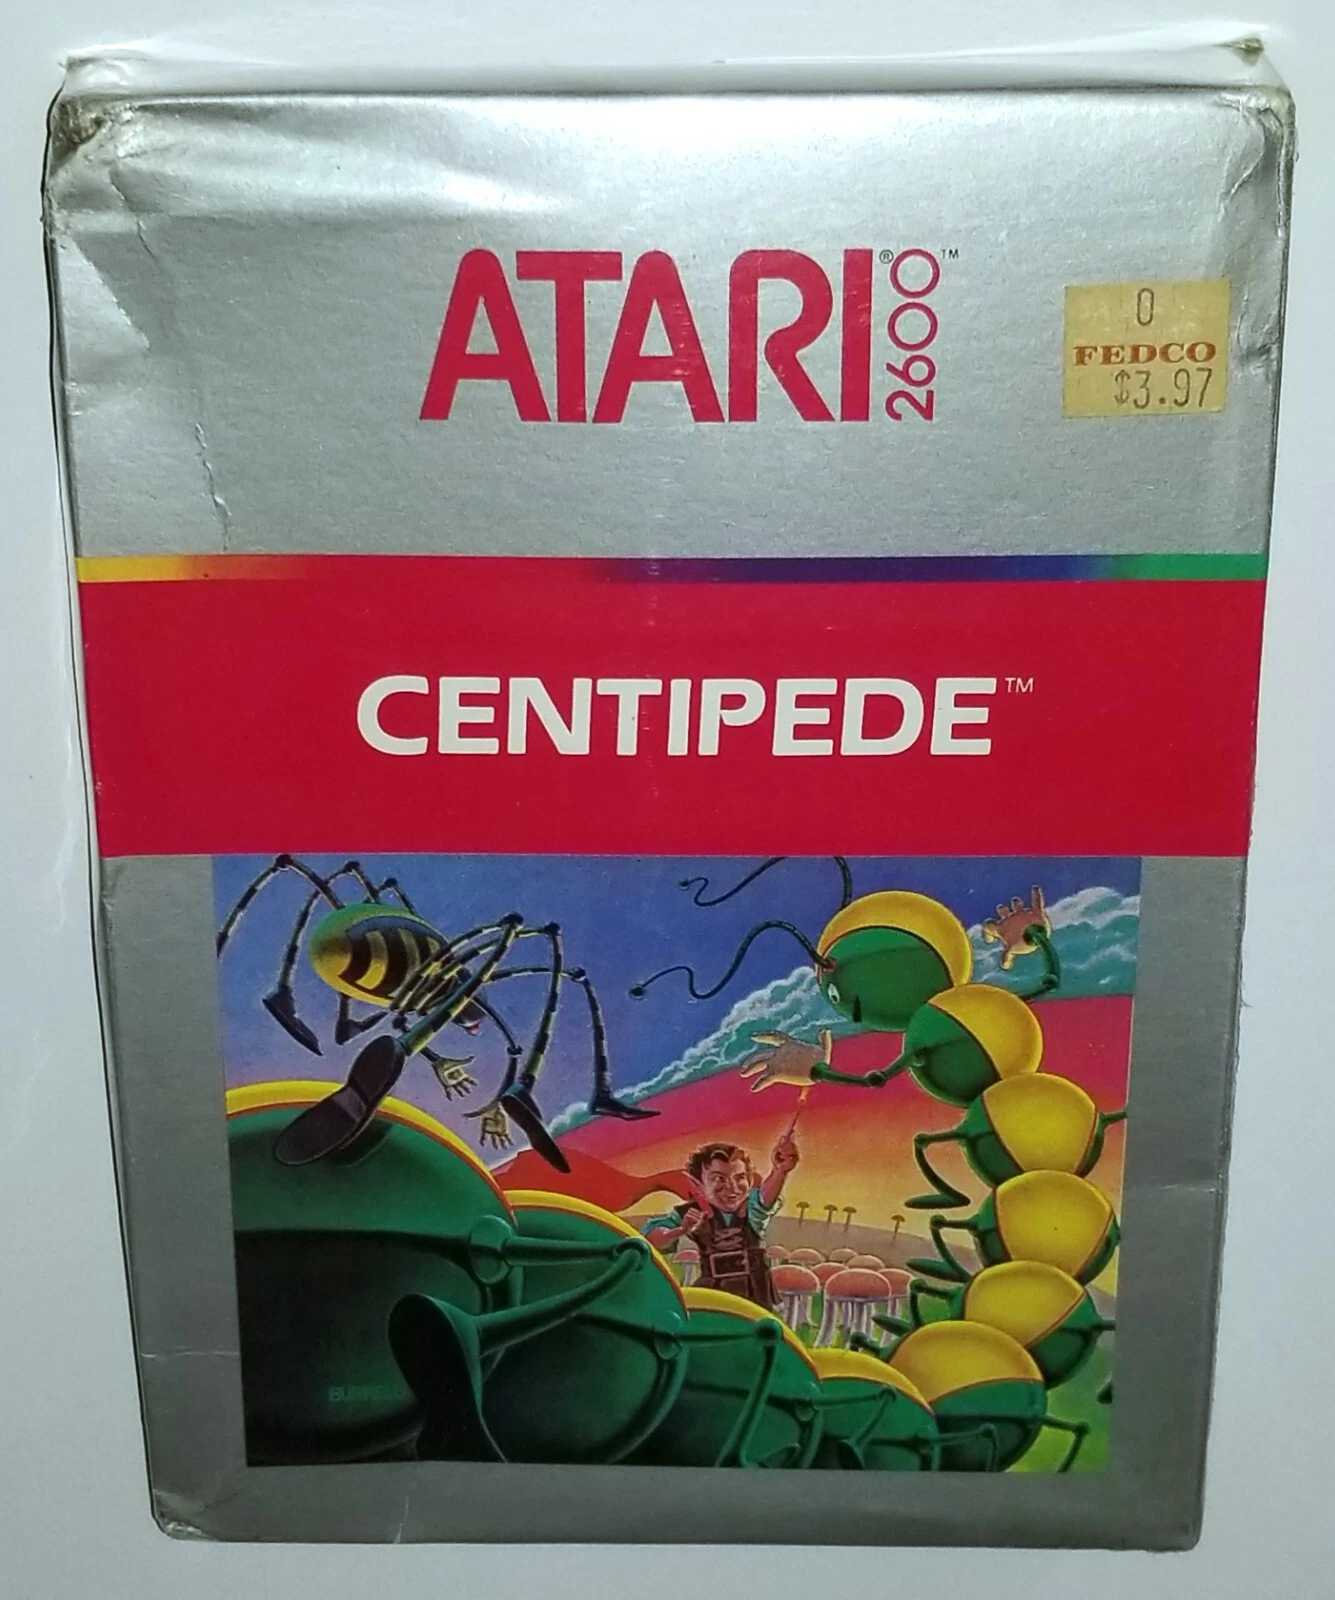 ATARI® 2600™
0
FEDCO
$3.97
CENTIPEDE™